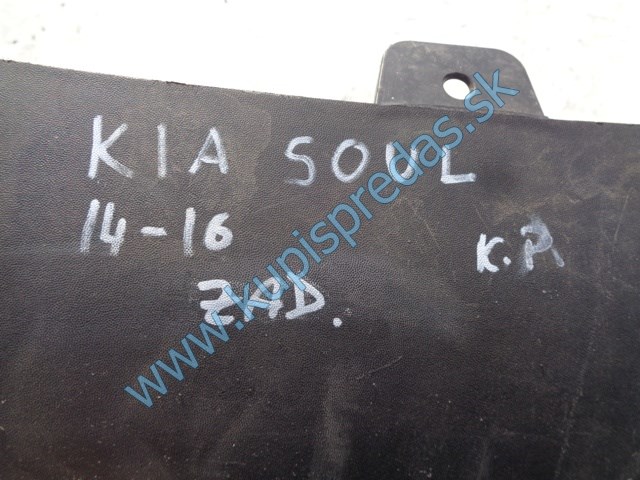 KIA SOUL
14-16
K.P.
ZAD.
www.kupispredas.sk